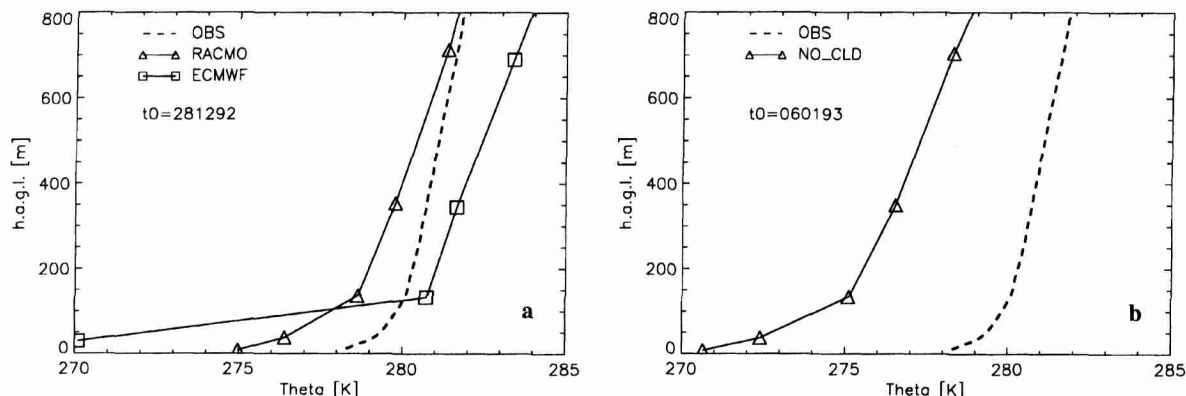 800
600
400
200
0
h.a.g.l. [m]
OBS
RACMO
ECMWF
t0=281292
a
270
275
280
285
Theta [K]
800
600
400
200
0
h.a.g.l. [m]
OBS
NO_CLD
t0=060193
b
270
275
280
285
Theta [K]